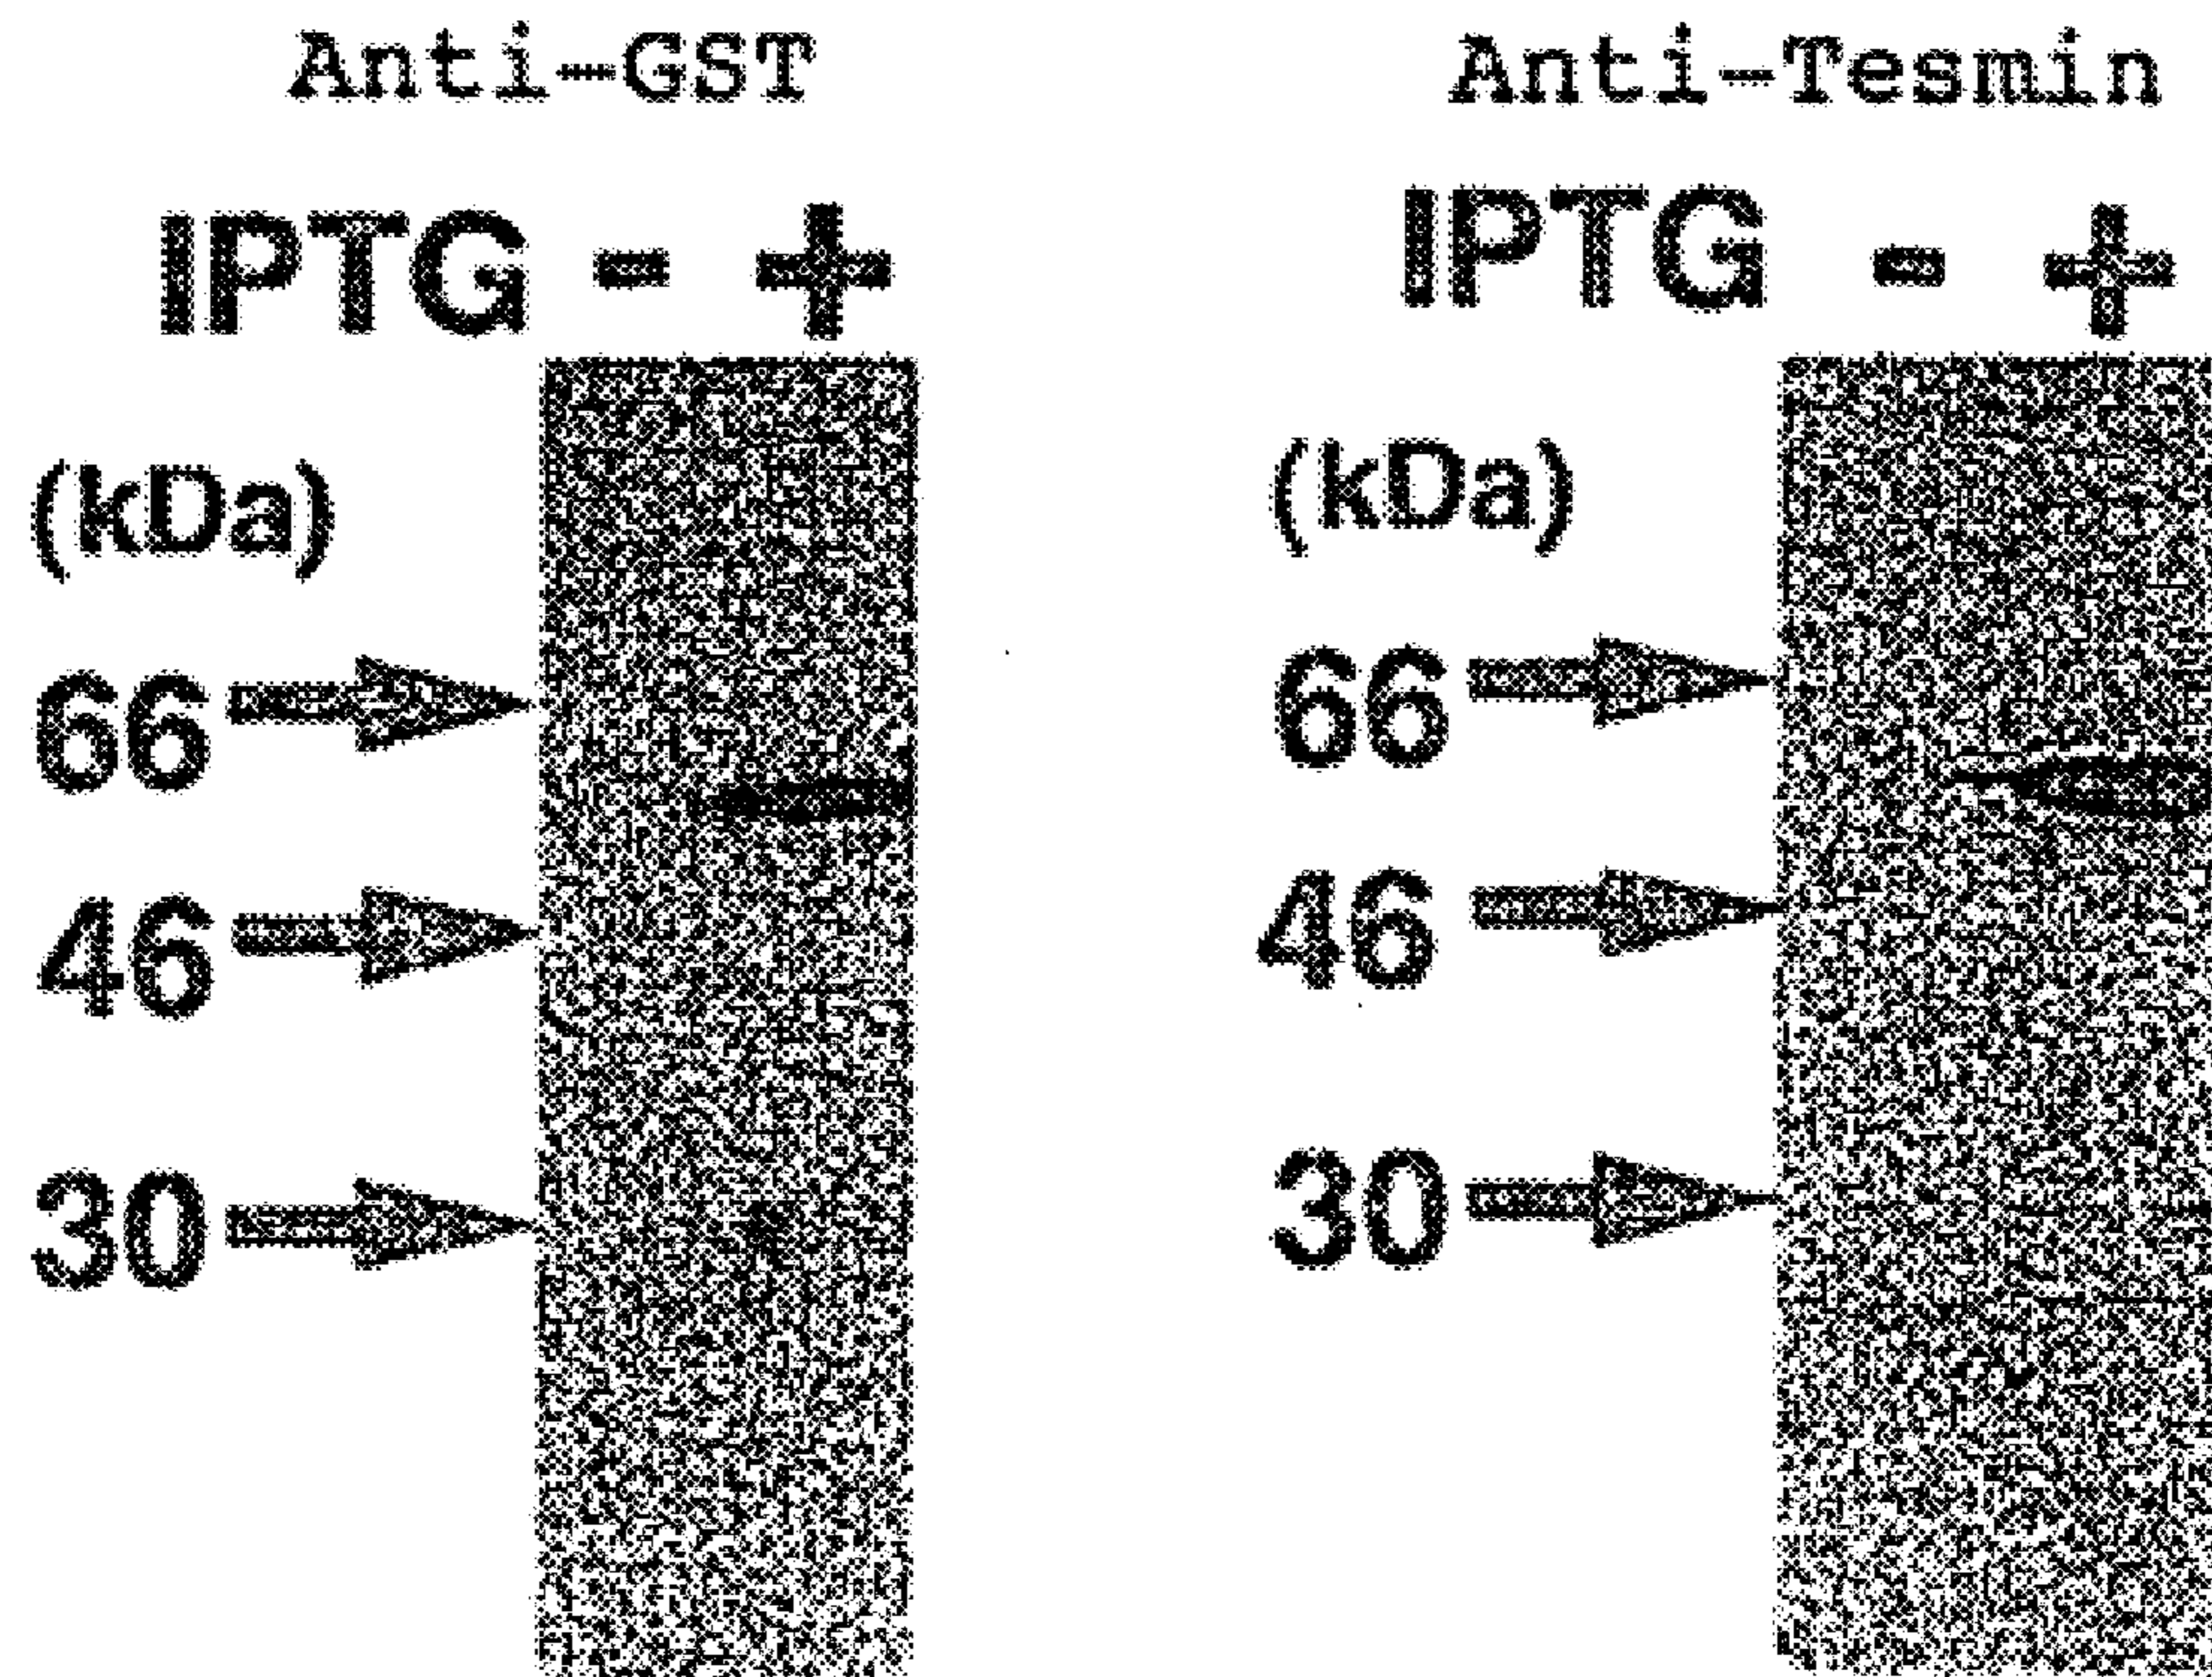 Anti-GST
IPTG - +
(kDa)
66
46
30
Anti-Tesmin
IPTG - +
(kDa)
66
46
30